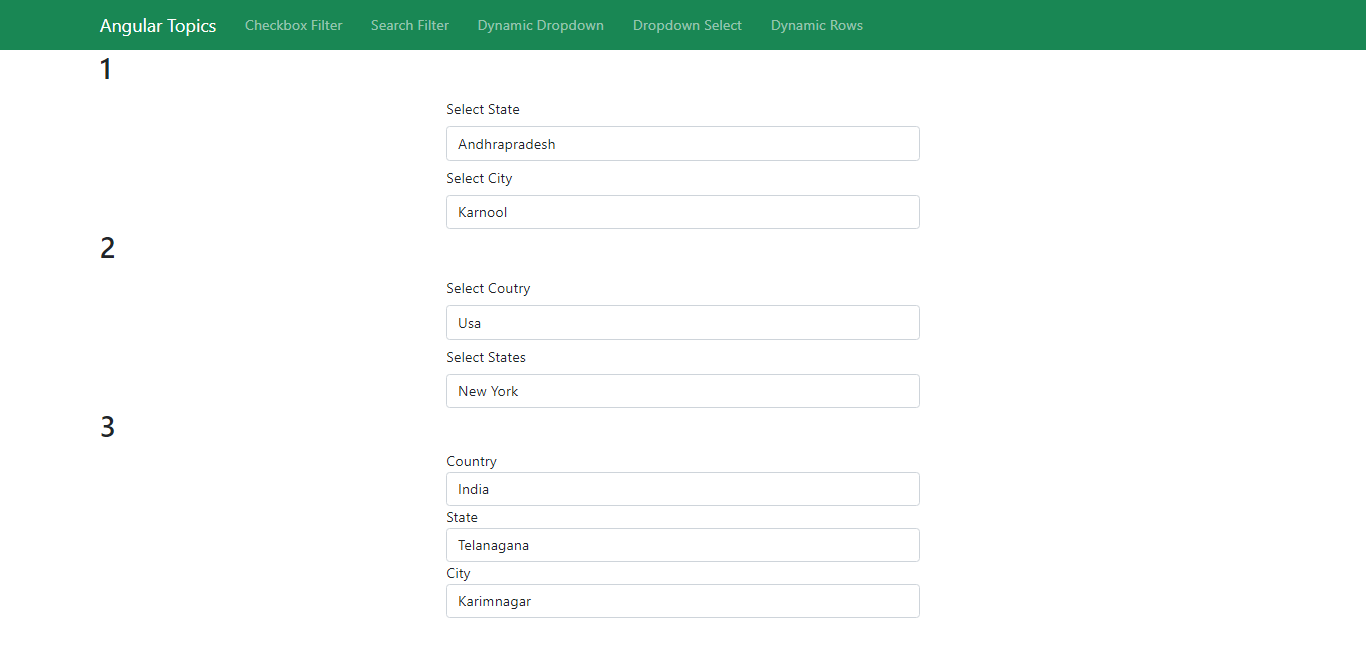 Angular Topics Checkbox Filter Search Filter Dynamic Dropdown Dropdown Select Dynamic Rows
1
Select State
Andhrapradesh
Select City
Karnool
2
Select Coutry
Usa
Select States
New York
3
Country
India
State
Telanagana
City
Karimnagar